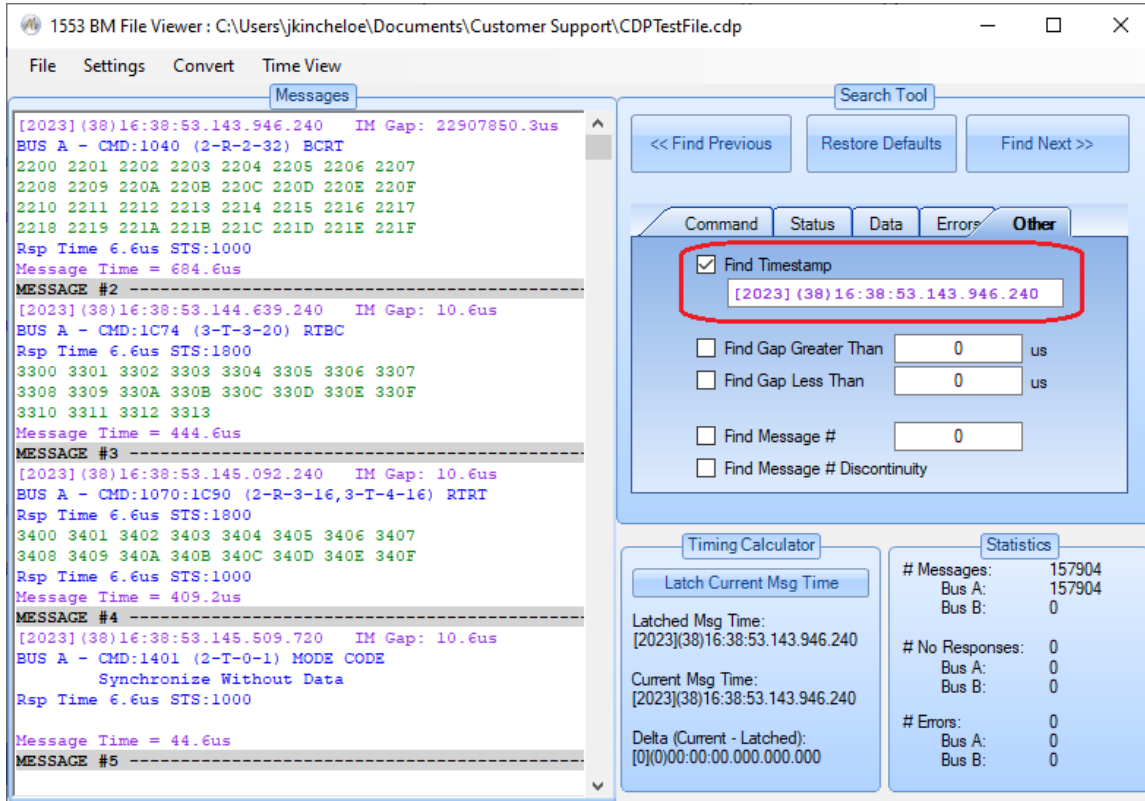 1553 BM File Viewer : C:\Users\jkincheloe\Documents\Customer Support\CDPTestFile.cdp
File Settings Convert Time View
Messages
[2023](38)16:38:53.143.946.240 IM Gap: 22907850.3us
BUS A - CMD:1040 (2-R-2-32) BCRT
2200 2201 2202 2203 2204 2205 2206 2207
2208 2209 220A 220B 220C 220D 220E 220F
2210 2211 2212 2213 2214 2215 2216 2217
2218 2219 221A 221B 221C 221D 221E 221F
Rsp Time 6.6us STS:1000
Message Time = 684.6us
MESSAGE #2 --------------------------------------------
[2023](38)16:38:53.144.639.240 IM Gap: 10.6us
BUS A - CMD:1C74 (3-T-3-20) RTBC
Rsp Time 6.6us STS:1800
3300 3301 3302 3303 3304 3305 3306 3307
3308 3309 330A 330B 330C 330D 330E 330F
3310 3311 3312 3313
Message Time = 444.6us
MESSAGE #3 --------------------------------------------
[2023](38)16:38:53.145.092.240 IM Gap: 10.6us
BUS A - CMD:1070:1C90 (2-R-3-16,3-T-4-16) RTRT
Rsp Time 6.6us STS:1800
3400 3401 3402 3403 3404 3405 3406 3407
3408 3409 340A 340B 340C 340D 340E 340F
Rsp Time 6.6us STS:1000
Message Time = 409.2us
MESSAGE #4 --------------------------------------------
[2023](38)16:38:53.145.509.720 IM Gap: 10.6us
BUS A - CMD:1401 (2-T-0-1) MODE CODE
Synchronize Without Data
Rsp Time 6.6us STS:1000
Message Time = 44.6us
MESSAGE #5 --------------------------------------------
Search Tool
<< Find Previous Restore Defaults Find Next >>
Command Status Data Errors Other
Find Timestamp
[2023](38)16:38:53.143.946.240
Find Gap Greater Than 0 us
Find Gap Less Than 0 us
Find Message # 0
Find Message # Discontinuity
Timing Calculator
Latch Current Msg Time
Latched Msg Time:
[2023](38)16:38:53.143.946.240
Current Msg Time:
[2023](38)16:38:53.143.946.240
Delta (Current - Latched):
[0](0)00:00:00.000.000.000
Statistics
# Messages: 157904
Bus A: 157904
Bus B: 0
# No Responses: 0
Bus A: 0
Bus B: 0
# Errors: 0
Bus A: 0
Bus B: 0